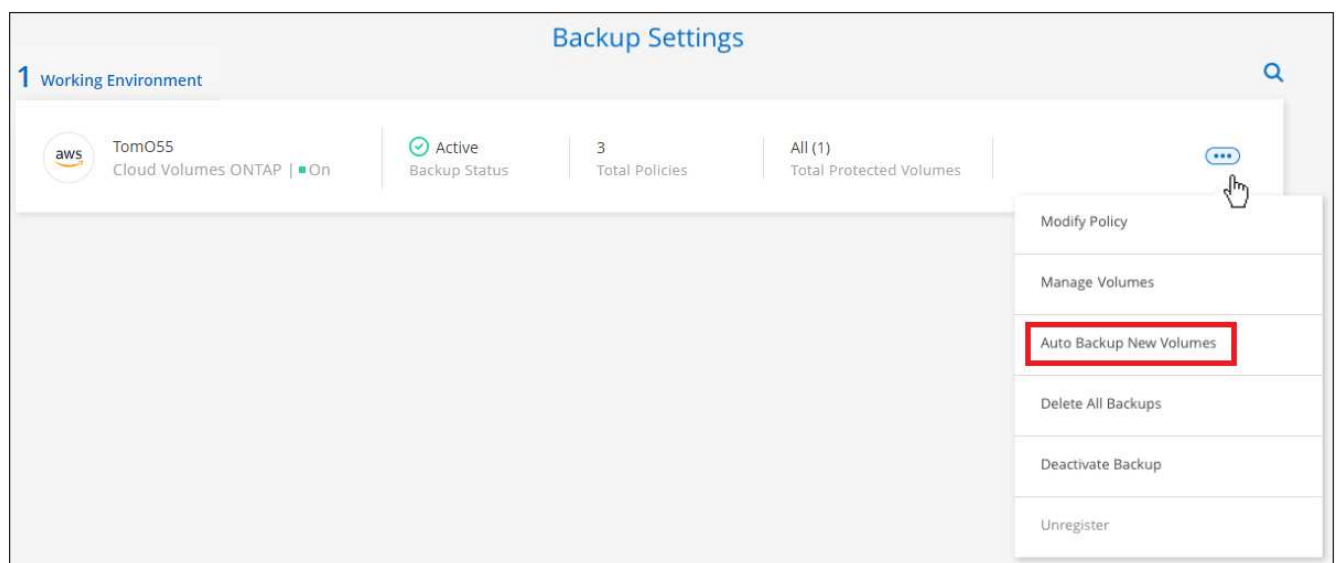 Backup Settings
1 Working Environment
aws
TomO55
Cloud Volumes ONTAP | On
Active
Backup Status
3
Total Policies
All (1)
Total Protected Volumes
Modify Policy
Manage Volumes
Auto Backup New Volumes
Delete All Backups
Deactivate Backup
Unregister